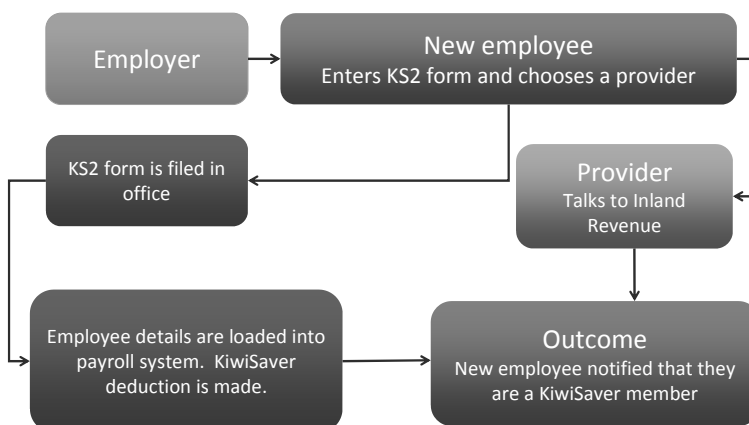 Employer
New employee
Enters KS2 form and chooses a provider
KS2 form is filed in
office
Provider
Talks to Inland
Revenue
Employee details are loaded into
payroll system.  KiwiSaver
deduction is made.
Outcome
New employee notified that they
are a KiwiSaver member